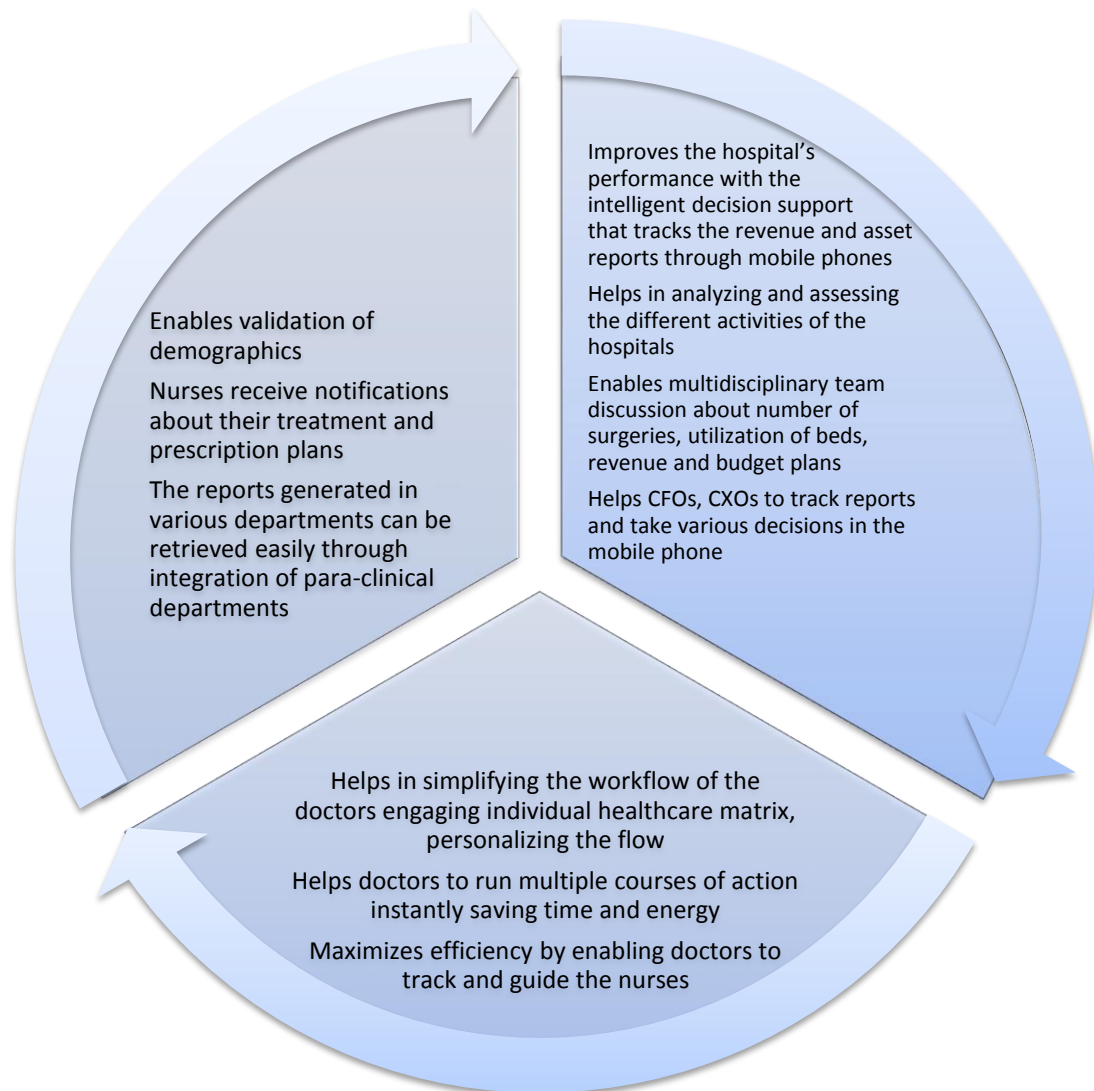 Improves the hospital’s
performance with the
intelligent decision support
that tracks the revenue and asset
reports through mobile phones
Helps in analyzing and assessing
the different activities of the
hospitals
Enables multidisciplinary team
discussion about number of
surgeries, utilization of beds,
revenue and budget plans
Helps CFOs, CXOs to track reports
and take various decisions in the
mobile phone
Helps in simplifying the workflow of the
doctors engaging individual healthcare matrix,
personalizing the flow
Helps doctors to run multiple courses of action
instantly saving time and energy
Maximizes efficiency by enabling doctors to
track and guide the nurses
Enables validation of
demographics
Nurses receive notifications
about their treatment and
prescription plans
The reports generated in
various departments can be
retrieved easily through
integration of para-clinical
departments